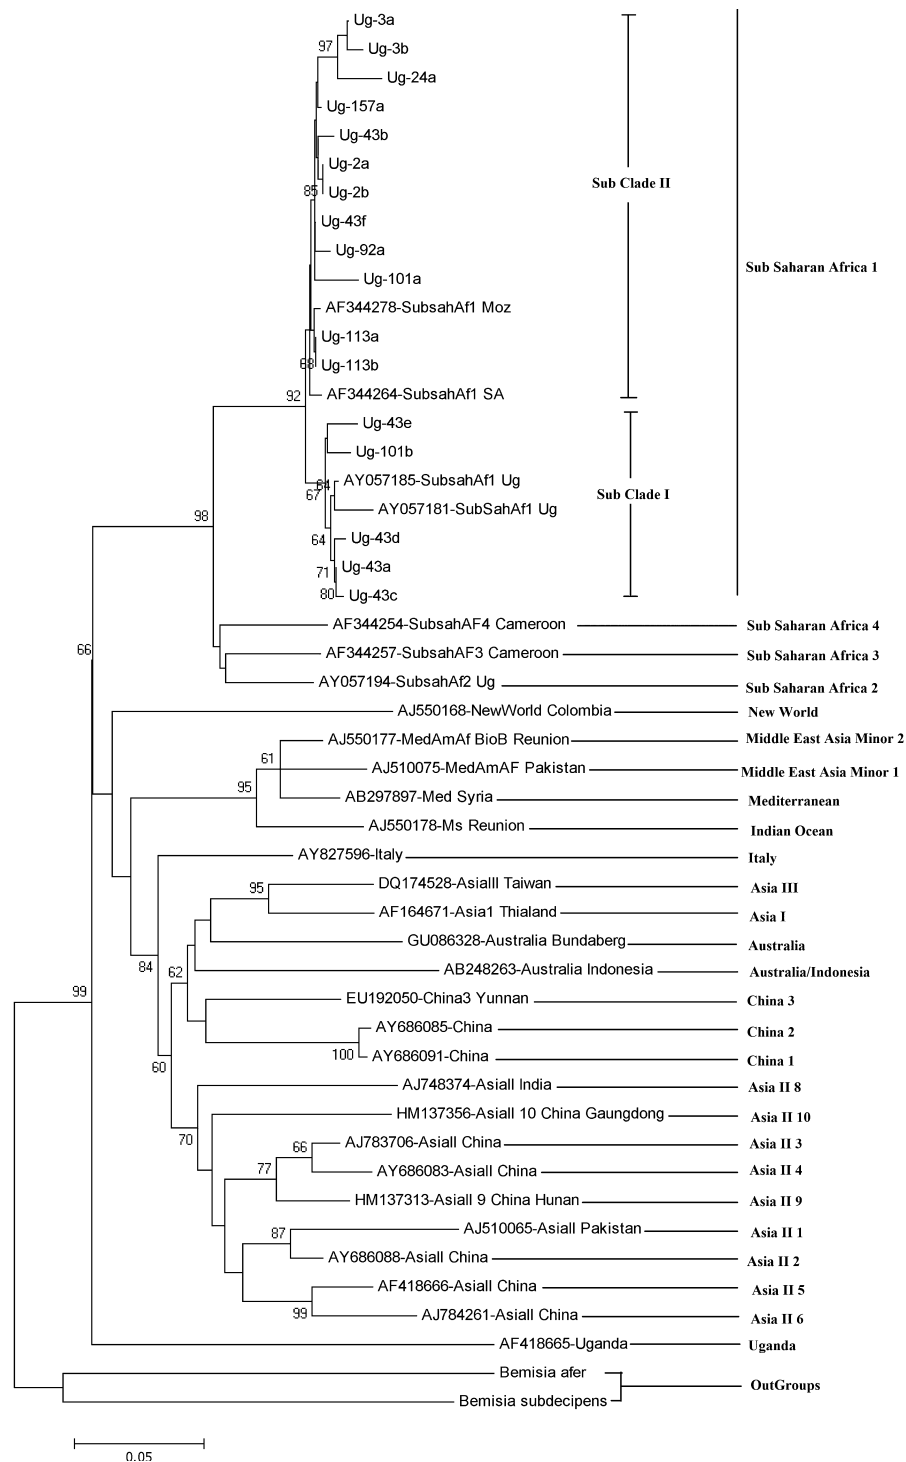 Ug-3a
97
Ug-3b
Ug-24a
Ug-157a
Ug-43b
Ug-2a
Sub Clade II
85
Ug-2b
Ug-43f
Ug-92a
Sub Saharan Africa 1
Ug-101a
AF344278-SubsahAf1 Moz
Ug-113a
68
Ug-113b
AF344264-SubsahAf1 SA
92
Ug-43e
Ug-101b
AY057185-SubsahAf1 Ug
64
67
Sub Clade I
AY057181-SubSahAf1 Ug
98
Ug-43d
64
Ug-43a
71
Ug-43c
80
AF344254-SubsahAF4 Cameroon
Sub Saharan Africa 4
66
AF344257-SubsahAF3 Cameroon
Sub Saharan Africa 3
AY057194-SubsahAf2 Ug
Sub Saharan Africa 2
AJ550168-NewWorld Colombia
New World
AJ550177-MedAmAf BioB Reunion
Middle East Asia Minor 2
61
AJ510075-MedAmAF Pakistan
Middle East Asia Minor 1
95
AB297897-Med Syria
Mediterranean
AJ550178-Ms Reunion
Indian Ocean
AY827596-Italy
Italy
95
DQ174528-AsiaIII Taiwan
Asia III
AF164671-Asia1 Thialand
Asia I
GU086328-Australia Bundaberg
Australia
84
62
AB248263-Australia Indonesia
Australia/Indonesia
99
EU192050-China3 Yunnan
China 3
AY686085-China
China 2
100
AY686091-China
China 1
60
AJ748374-AsiaII India
Asia II 8
HM137356-AsiaII 10 China Gaungdong
Asia II 10
70
66
AJ783706-AsiaII China
Asia II 3
77
AY686083-AsiaII China
Asia II 4
HM137313-AsiaII 9 China Hunan
Asia II 9
87
AJ510065-AsiaII Pakistan
Asia II 1
AY686088-AsiaII China
Asia II 2
AF418666-AsiaII China
Asia II 5
99
AJ784261-AsiaII China
Asia II 6
AF418665-Uganda
Uganda
Bemisia afer
OutGroups
Bemisia subdecipens
0.05